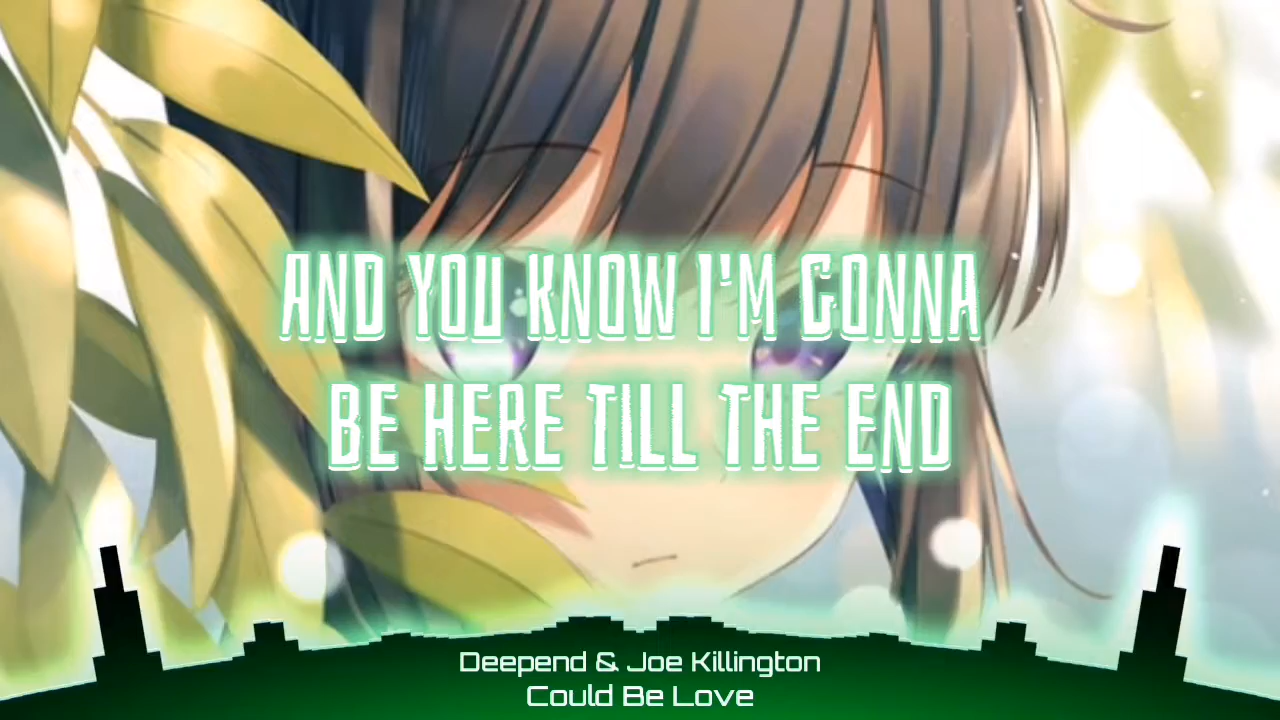 AND YOU KNOW I'M GONNA
BE HERE TILL THE END
Deepend & Joe Killington
Could Be Love